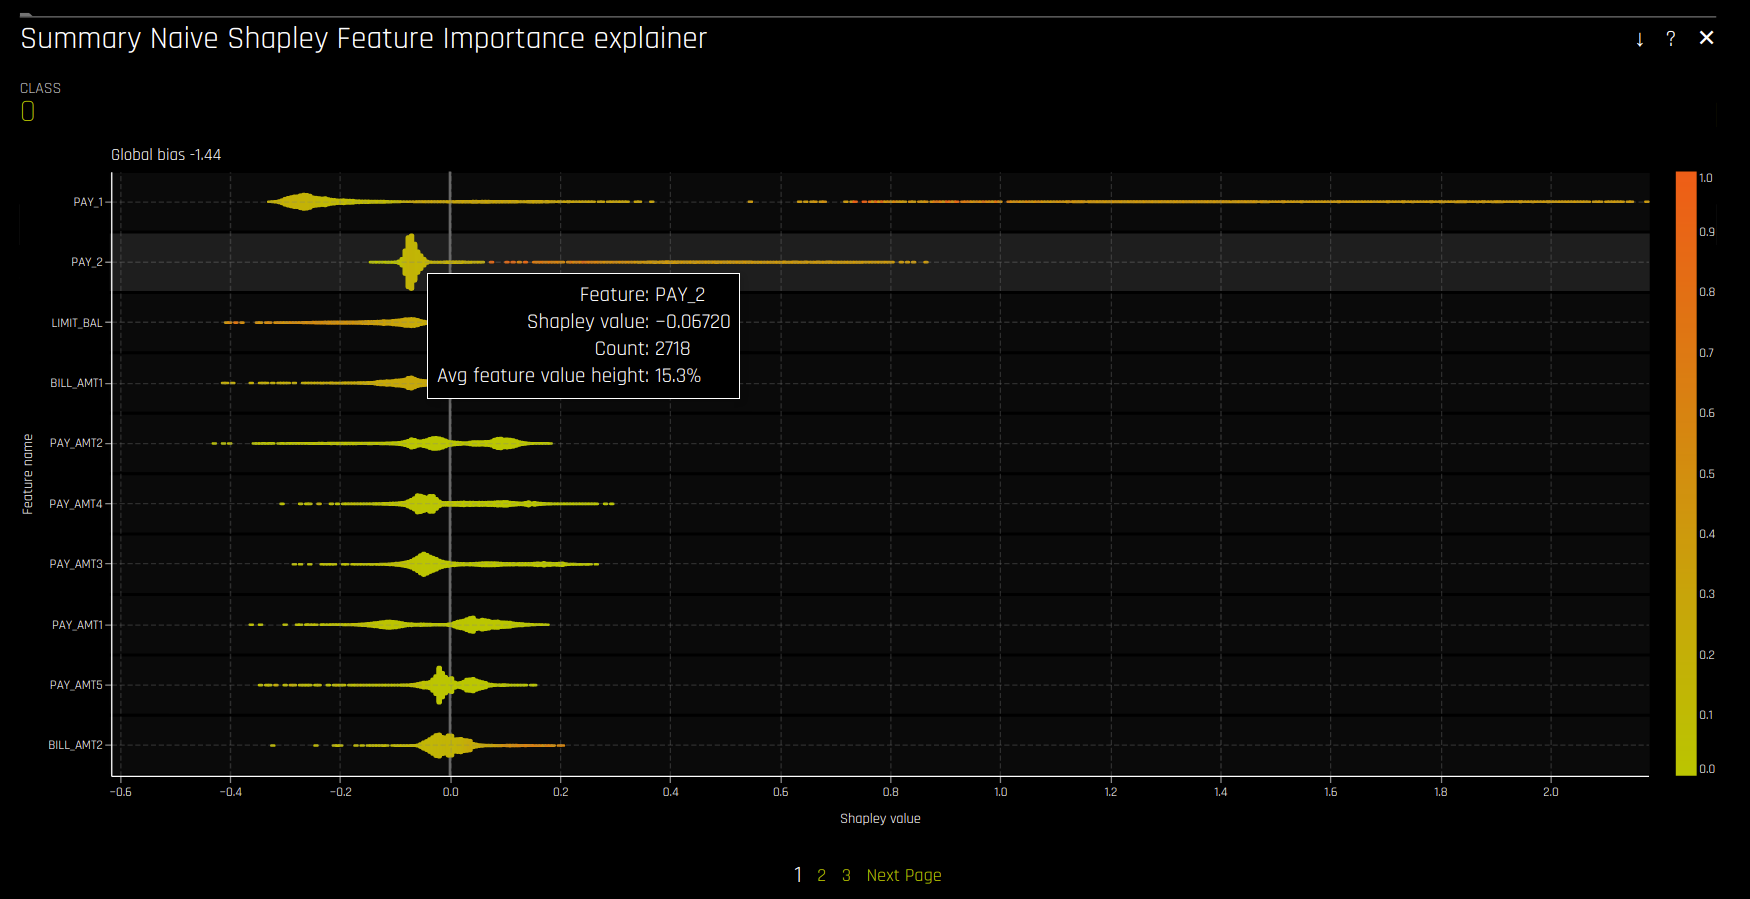 Summary Naive Shapley Feature Importance explainer
↓ ? ✕
CLASS
Global bias -1.44
PAY_1
PAY_2
LIMIT_BAL
BILL_AMT1
PAY_AMT2
PAY_AMT4
PAY_AMT3
PAY_AMT1
PAY_AMT5
BILL_AMT2
Feature name
Feature: PAY_2
Shapley value: −0.06720
Count: 2718
Avg feature value height: 15.3%
1.0
0.9
0.8
0.7
0.6
0.5
0.4
0.3
0.2
0.1
0.0
−0.6 −0.4 −0.2 0.0 0.2 0.4 0.6 0.8 1.0 1.2 1.4 1.6 1.8 2.0
Shapley value
1 2 3 Next Page